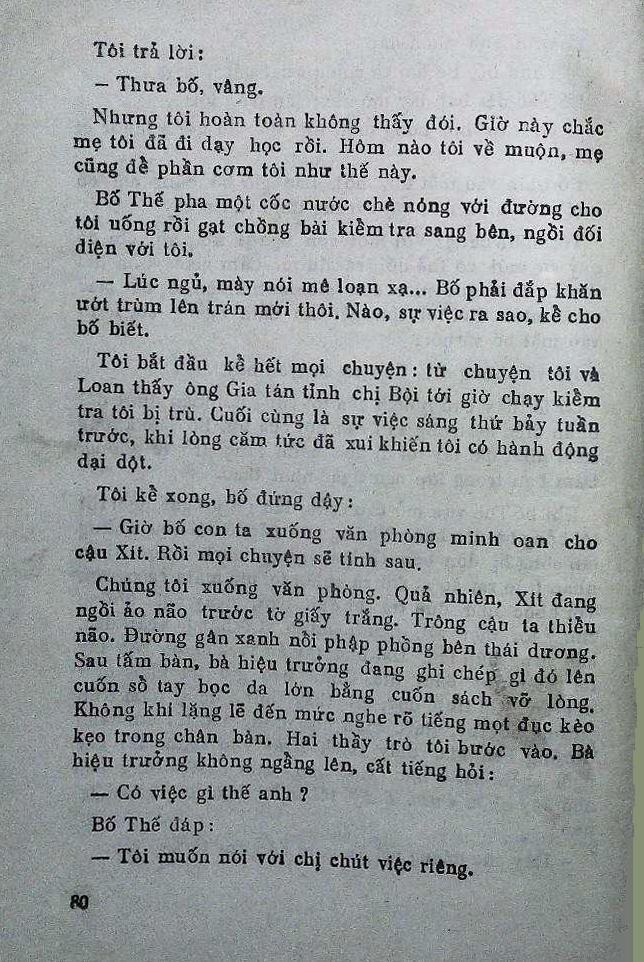 Tôi trả lời:
– Thưa bố, vâng.
Nhưng tôi hoàn toàn không thấy đói. Giờ này chắc
mẹ tôi đã đi dạy học rồi. Hôm nào tôi về muộn, mẹ
cũng để phần cơm tôi như thế này.
Bố Thế pha một cốc nước chè nóng với đường cho
tôi uống rồi gạt chồng bài kiểm tra sang bên, ngồi đối
diện với tôi.
— Lúc ngủ, mày nói mê loạn xạ... Bố phải đắp khăn
ướt trùm lên trán mới thôi. Nào, sự việc ra sao, kể cho
bố biết.
Tôi bắt đầu kể hết mọi chuyện: từ chuyện tôi và
Loan thấy ông Gia tán tỉnh chị Bội tới giờ chạy kiểm
tra tôi bị trù. Cuối cùng là sự việc sáng thứ bảy tuần
trước, khi lòng căm tức đã xui khiến tôi có hành động
dại dột.
Tôi kể xong, bố đứng dậy:
— Giờ bố con ta xuống văn phòng minh oan cho
cậu Xít. Rồi mọi chuyện sẽ tính sau.
Chúng tôi xuống văn phòng. Quả nhiên, Xít đang
ngồi ảo não trước tờ giấy trắng. Trông cậu ta thiểu
não. Đường gân xanh nổi phập phồng bên thái dương.
Sau tấm bàn, bà hiệu trưởng đang ghi chép gì đó lên
cuốn sổ tay bọc da lớn bằng cuốn sách vỡ lòng.
Không khí lặng lẽ đến mức nghe rõ tiếng mọt đục kèo
kẹo trong chân bàn. Hai thầy trò tôi bước vào. Bà
hiệu trưởng không ngẩng lên, cất tiếng hỏi:
— Có việc gì thế anh ?
Bố Thế đáp:
— Tôi muốn nói với chị chút việc riêng.
80